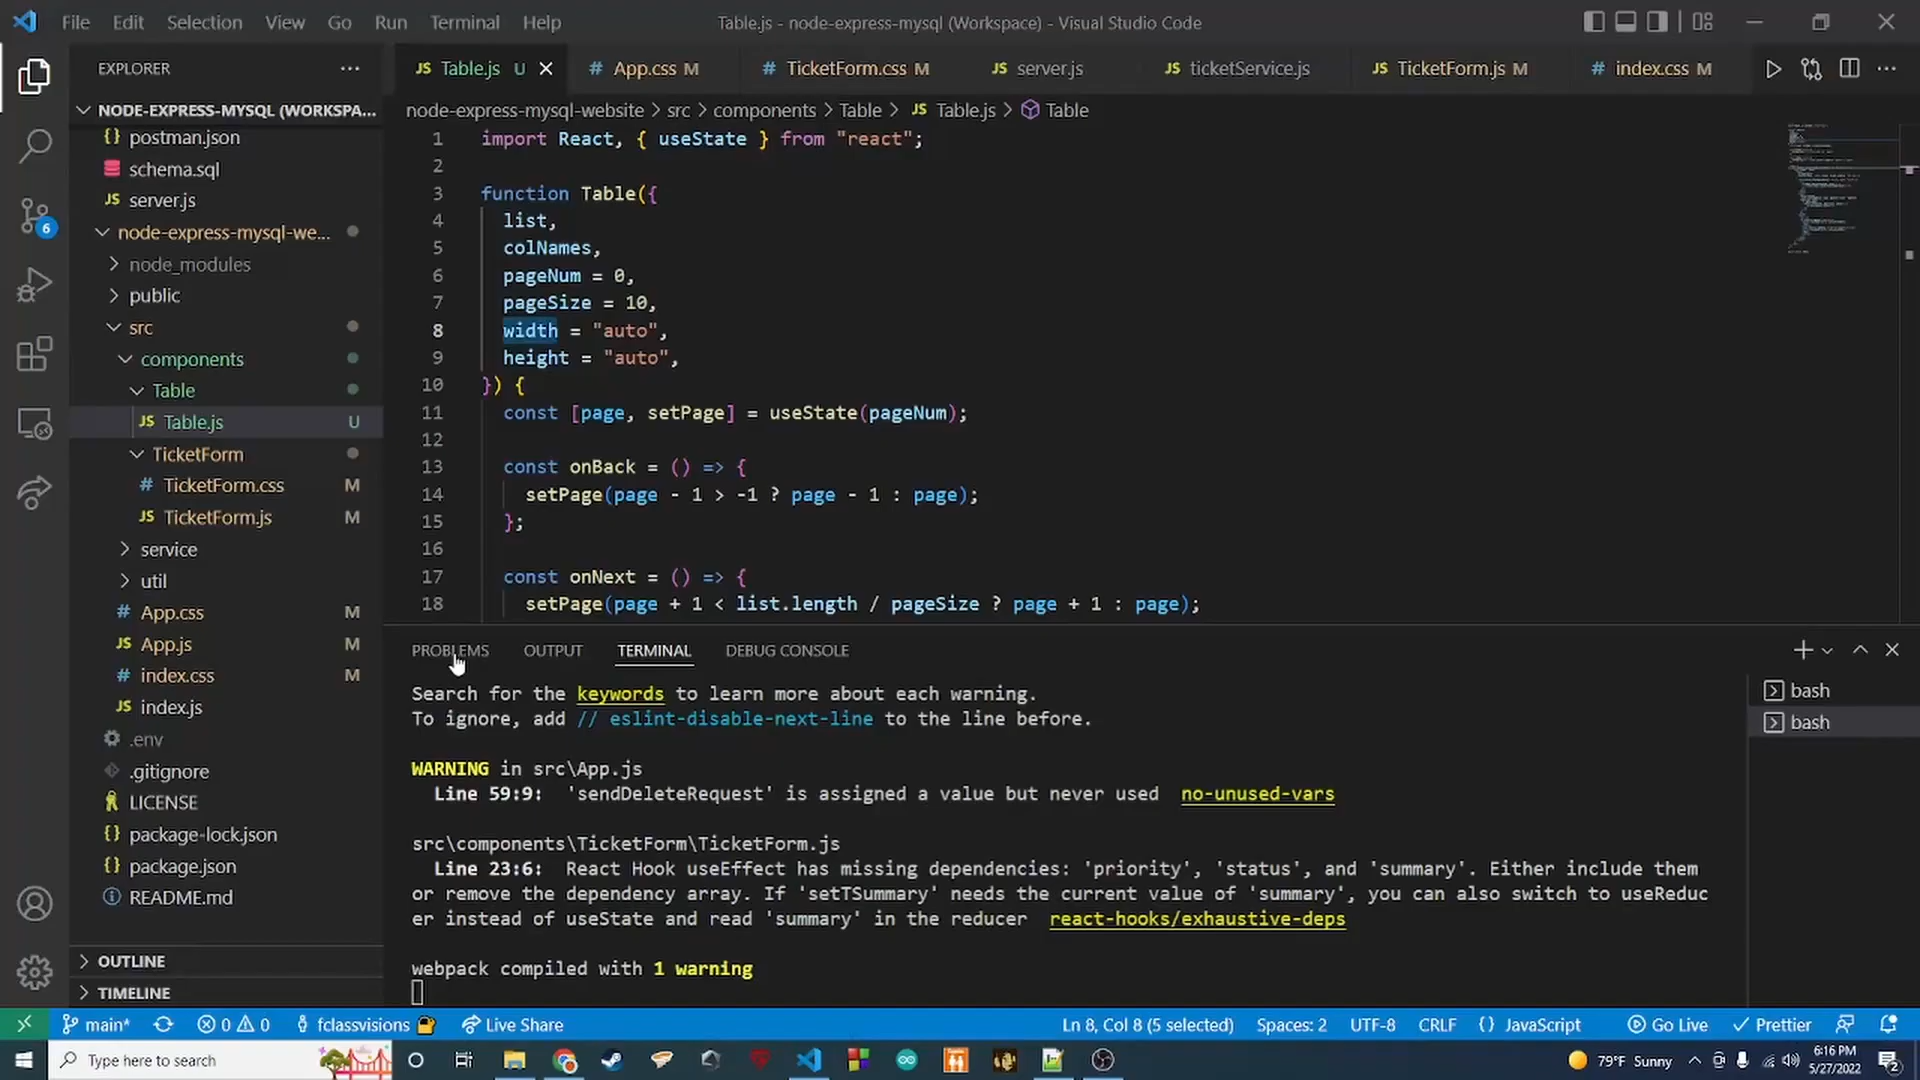 File Edit Selection View Go Run Terminal Help
Table.js - node-express-mysql (Workspace) - Visual Studio Code
EXPLORER
NODE-EXPRESS-MYSQL (WORKSPA...
{} postman.json
schema.sql
JS server.js
node-express-mysql-we...
node_modules
public
src
components
Table
JS Table.js U
TicketForm
# TicketForm.css M
JS TicketForm.js M
service
util
# App.css M
JS App.js M
# index.css M
JS index.js
.env
.gitignore
LICENSE
{} package-lock.json
{} package.json
README.md
OUTLINE
TIMELINE
6
JS Table.js U # App.css M # TicketForm.css M JS server.js JS ticketService.js JS TicketForm.js M # index.css M
node-express-mysql-website > src > components > Table > JS Table.js > Table
1 import React, { useState } from "react";
2
3 function Table({
4 list,
5 colNames,
6 pageNum = 0,
7 pageSize = 10,
8 width = "auto",
9 height = "auto",
10 }) {
11 const [page, setPage] = useState(pageNum);
12
13 const onBack = () => {
14 setPage(page - 1 > -1 ? page - 1 : page);
15 };
16
17 const onNext = () => {
18 setPage(page + 1 < list.length / pageSize ? page + 1 : page);
PROBLEMS OUTPUT TERMINAL DEBUG CONSOLE
Search for the keywords to learn more about each warning.
To ignore, add // eslint-disable-next-line to the line before.
WARNING in src\App.js
Line 59:9: 'sendDeleteRequest' is assigned a value but never used no-unused-vars
src\components\TicketForm\TicketForm.js
Line 23:6: React Hook useEffect has missing dependencies: 'priority', 'status', and 'summary'. Either include them
or remove the dependency array. If 'setTSummary' needs the current value of 'summary', you can also switch to useReduc
er instead of useState and read 'summary' in the reducer react-hooks/exhaustive-deps
webpack compiled with 1 warning
bash
bash
main* 0 0 fclassvisions Live Share Ln 8, Col 8 (5 selected) Spaces: 2 UTF-8 CRLF {} JavaScript Go Live Prettier
Type here to search
79°F Sunny
6:16 PM
5/27/2022
2